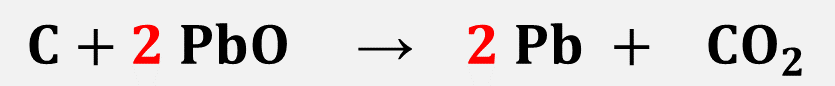 C + 2 PbO → 2 Pb + CO₂